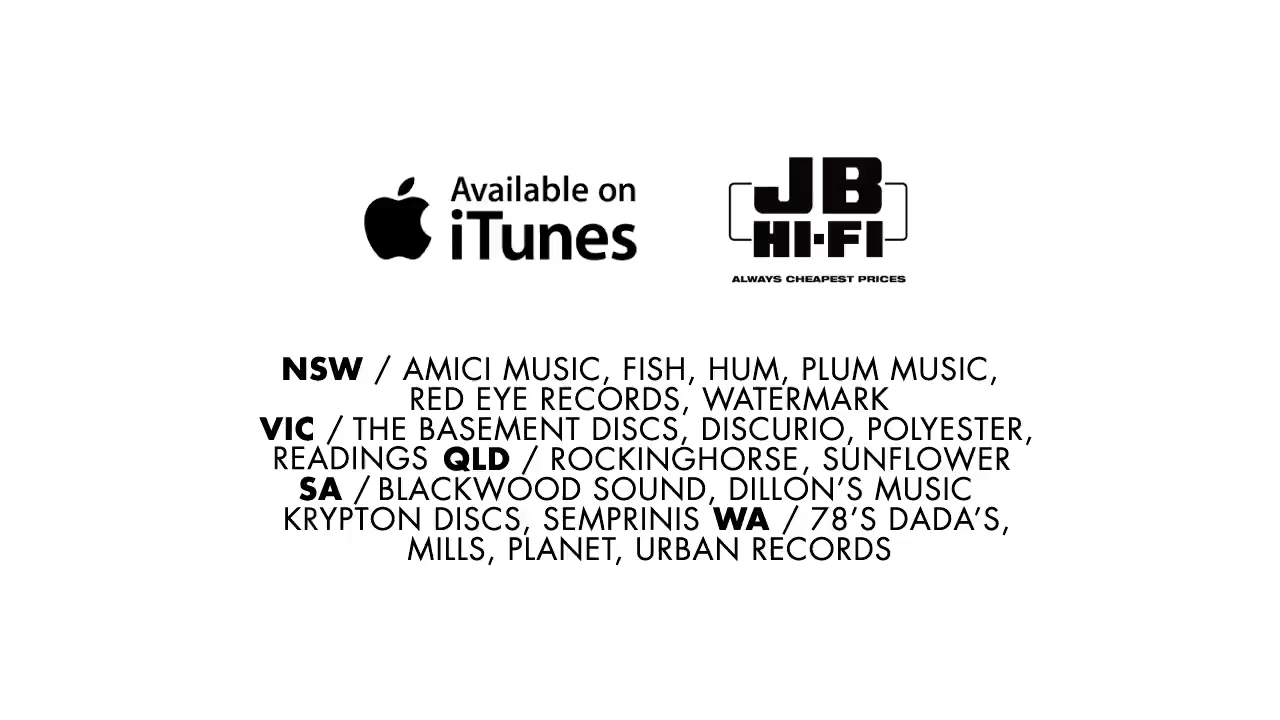 Available on
iTunes
JB
HI-FI
ALWAYS CHEAPEST PRICES
NSW / AMICI MUSIC, FISH, HUM, PLUM MUSIC,
RED EYE RECORDS, WATERMARK
VIC / THE BASEMENT DISCS, DISCURIO, POLYESTER,
READINGS QLD / ROCKINGHORSE, SUNFLOWER
SA / BLACKWOOD SOUND, DILLON'S MUSIC
KRYPTON DISCS, SEMPRINIS WA / 78'S DADA'S,
MILLS, PLANET, URBAN RECORDS